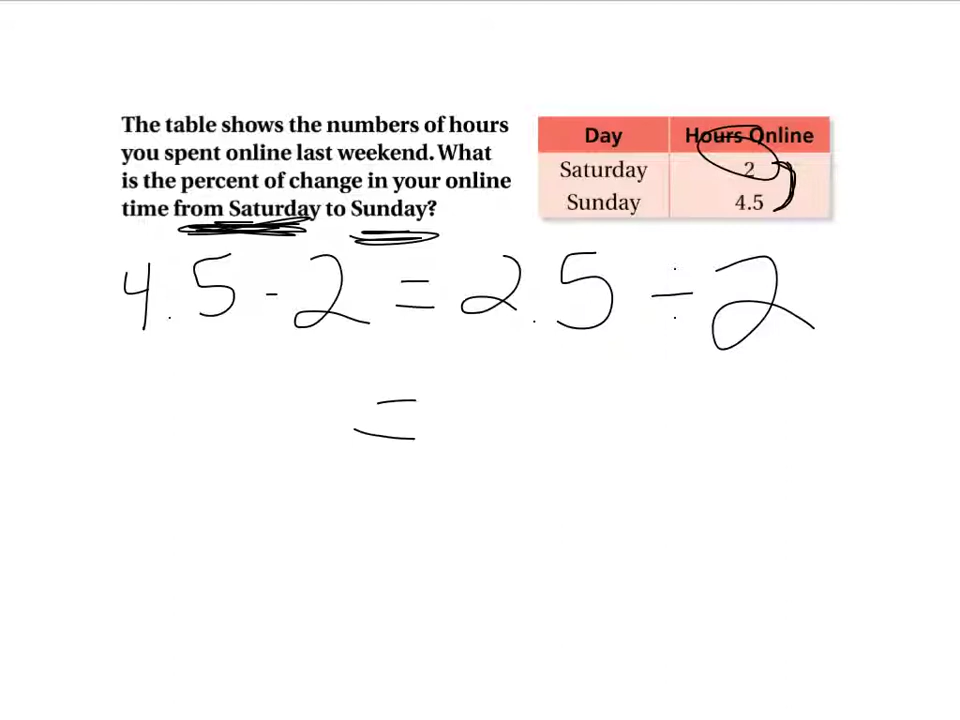 The table shows the numbers of hours
you spent online last weekend. What
is the percent of change in your online
time from Saturday to Sunday?
Day Hours Online
Saturday 2
Sunday 4.5
4.5 - 2 = 2.5 ÷ 2
=